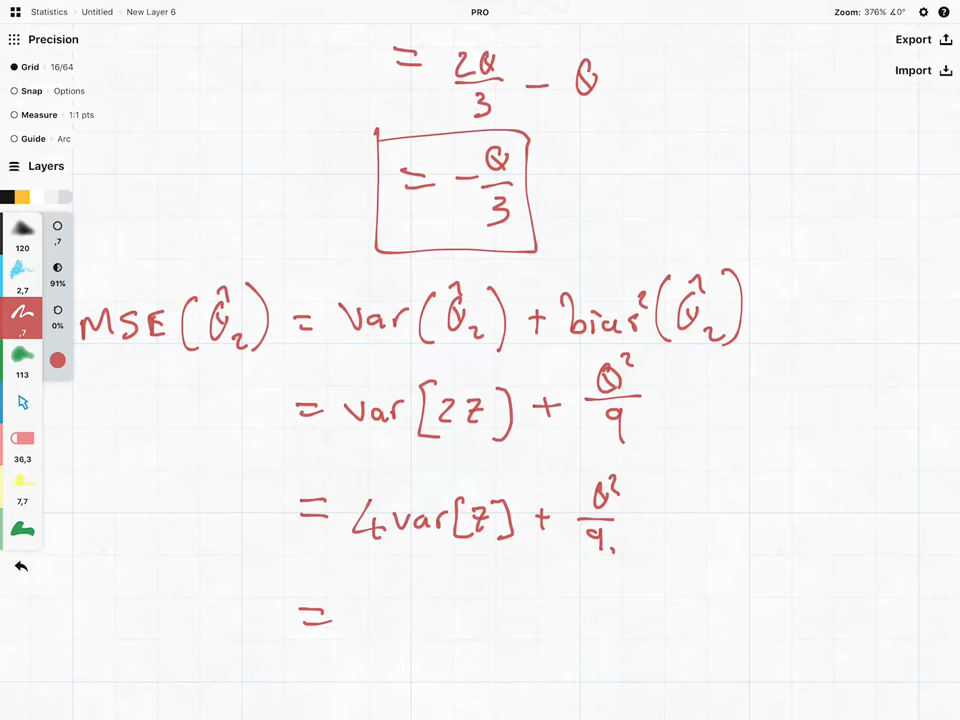 Statistics Untitled New Layer 6 PRO Zoom: 376% ∡0°
Precision
Grid 16/64
Snap Options
Measure 1:1 pts
Guide Arc
Layers
Export
Import
120
2,7
,7
113
36,3
7,7
,7
91%
0%
= 2θ/3 - θ
= -θ/3
MSE(θ̂₂) = var(θ̂₂) + bias²(θ̂₂)
= var[2z) + θ²/9
= 4var[z] + θ²/9
=